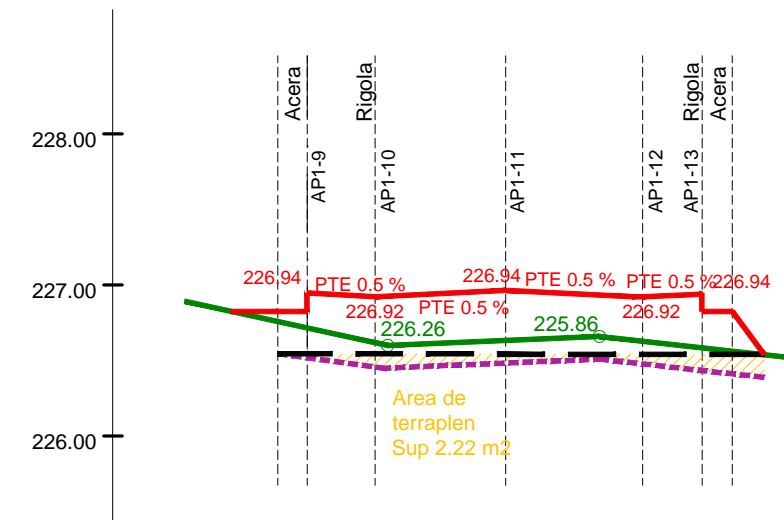 Acera
Rigola
Rigola
Acera
228.00
AP1-9
AP1-10
AP1-11
AP1-12
AP1-13
226.94
PTE 0.5 %
226.94
PTE 0.5 %
PTE 0.5 %
226.94
227.00
226.92
PTE 0.5 %
226.92
226.26
225.86
Area de
terraplen
Sup 2.22 m2
226.00